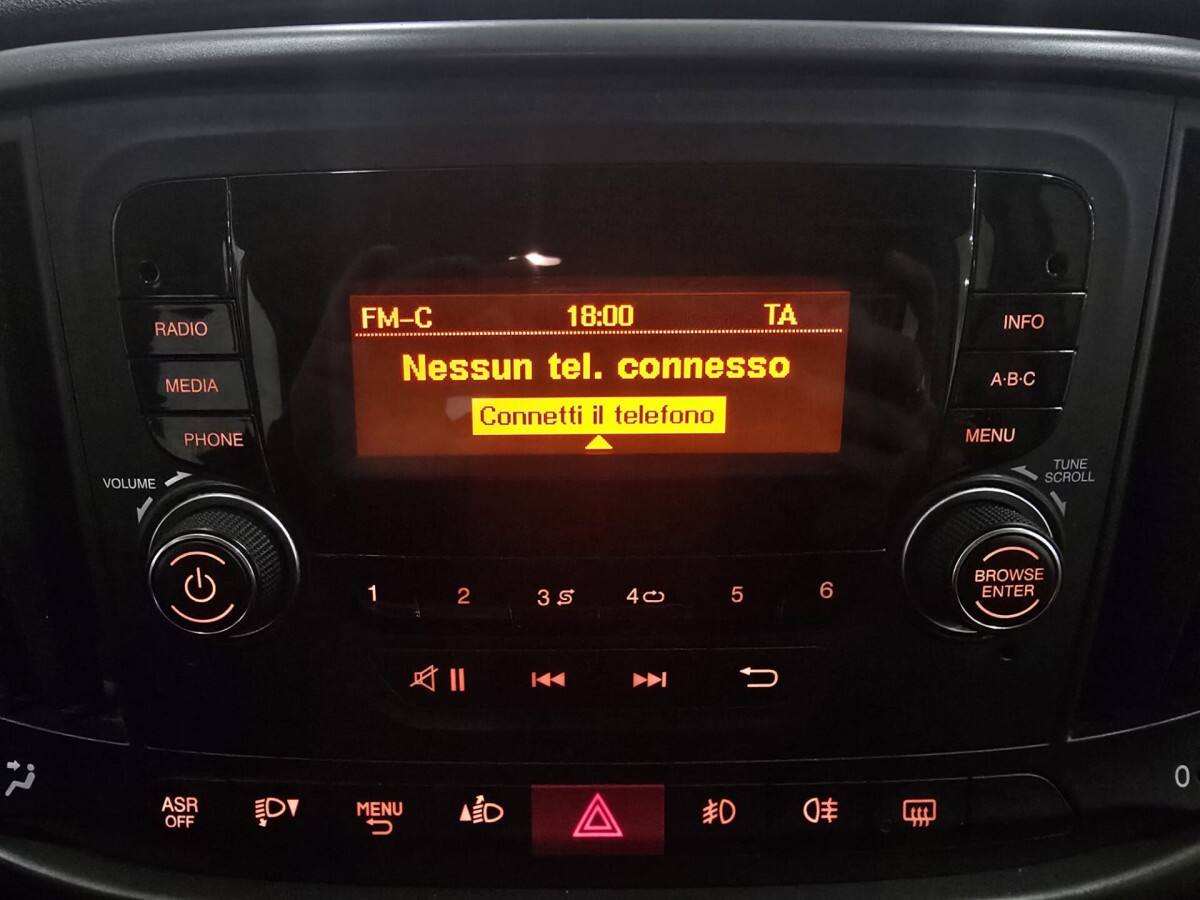 FM-C 18:00 TA
Nessun tel. connesso
Connetti il telefono
RADIO
MEDIA
PHONE
VOLUME
INFO
A·B·C
MENU
TUNE
SCROLL
BROWSE
ENTER
1 2 3 4 5 6
ASR
OFF
MENU
0